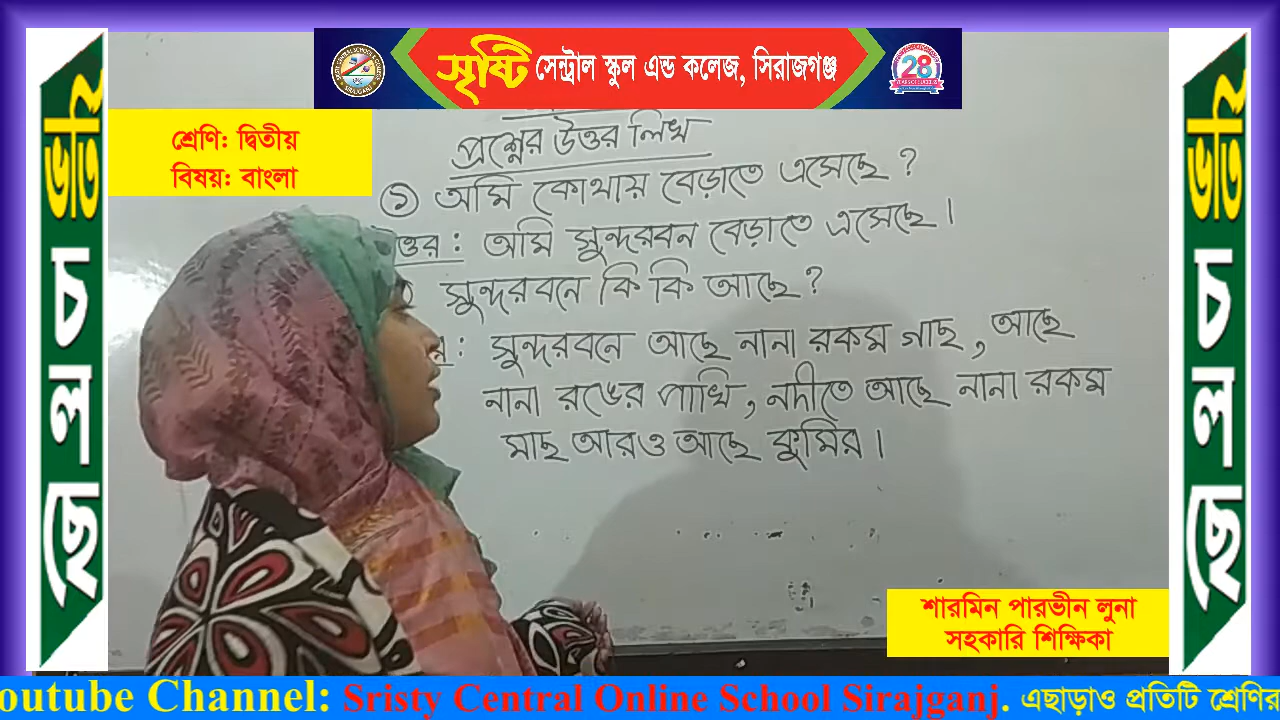 সৃষ্টি সেন্ট্রাল স্কুল এন্ড কলেজ, সিরাজগঞ্জ
28
শ্রেণি: দ্বিতীয়
বিষয়: বাংলা
ভর্তি চলছে
ভর্তি চলছে
প্রশ্নের উত্তর লিখ
১ অমি কোথায় বেড়াতে এসেছে ?
ত্তর : অমি সুন্দরবন বেড়াতে এসেছে ।
সুন্দরবনে কি কি আছে ?
র : সুন্দরবনে আছে নানা রকম গাছ, আছে
নানা রঙের পাখি, নদীতে আছে নানা রকম
মাছ আরও আছে কুমির ।
শারমিন পারভীন লুনা
সহকারি শিক্ষিকা
outube Channel: Sristy Central Online School Sirajganj. এছাড়াও প্রতিটি শ্রেণির